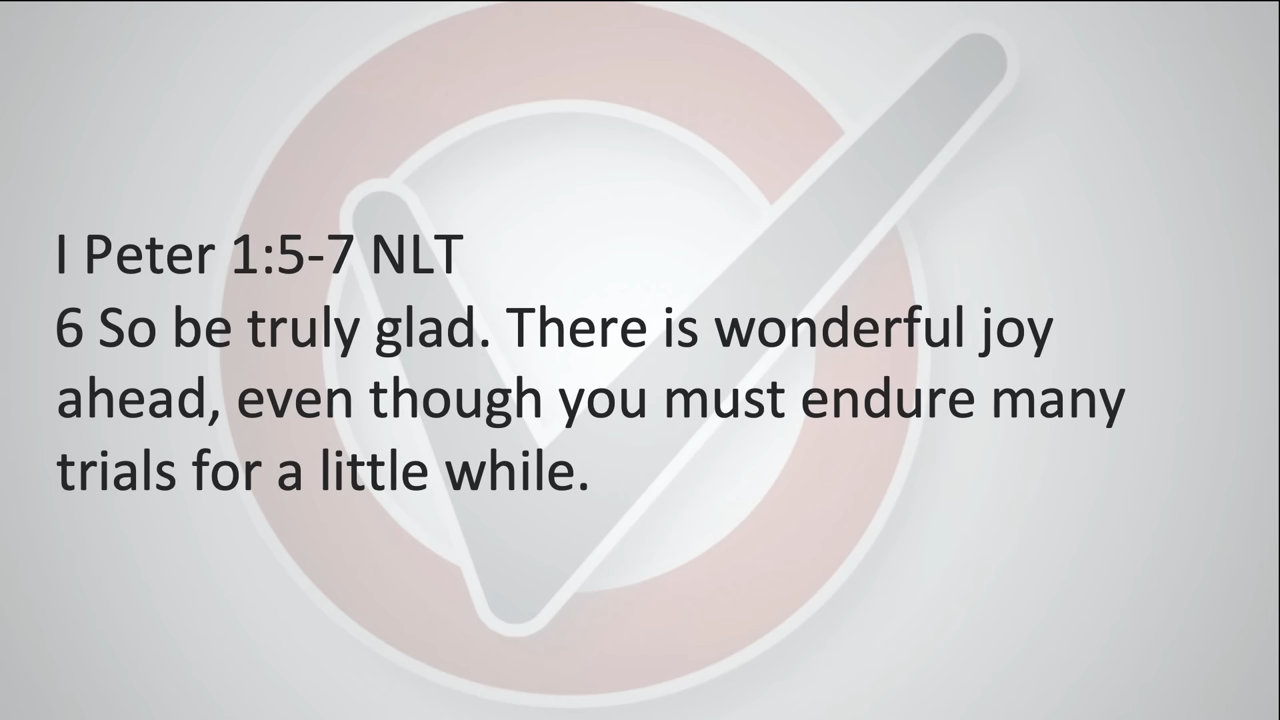 I Peter 1:5-7 NLT
6 So be truly glad. There is wonderful joy
ahead, even though you must endure many
trials for a little while.